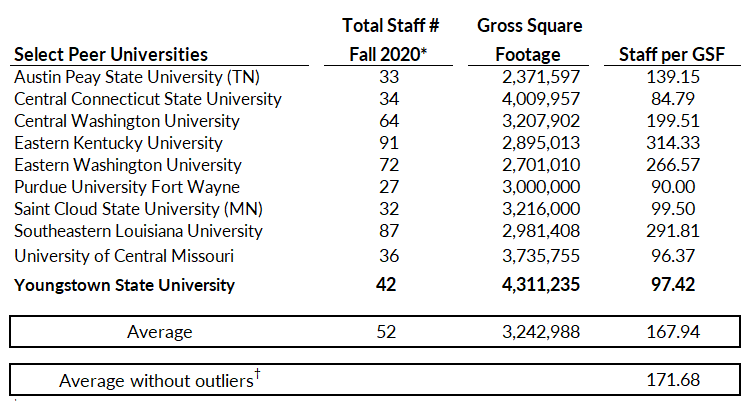 Total Staff # Gross Square
Select Peer Universities Fall 2020* Footage Staff per GSF
Austin Peay State University (TN) 33 2,371,597 139.15
Central Connecticut State University 34 4,009,957 84.79
Central Washington University 64 3,207,902 199.51
Eastern Kentucky University 91 2,895,013 314.33
Eastern Washington University 72 2,701,010 266.57
Purdue University Fort Wayne 27 3,000,000 90.00
Saint Cloud State University (MN) 32 3,216,000 99.50
Southeastern Louisiana University 87 2,981,408 291.81
University of Central Missouri 36 3,735,755 96.37
Youngstown State University 42 4,311,235 97.42
Average 52 3,242,988 167.94
Average without outliers† 171.68